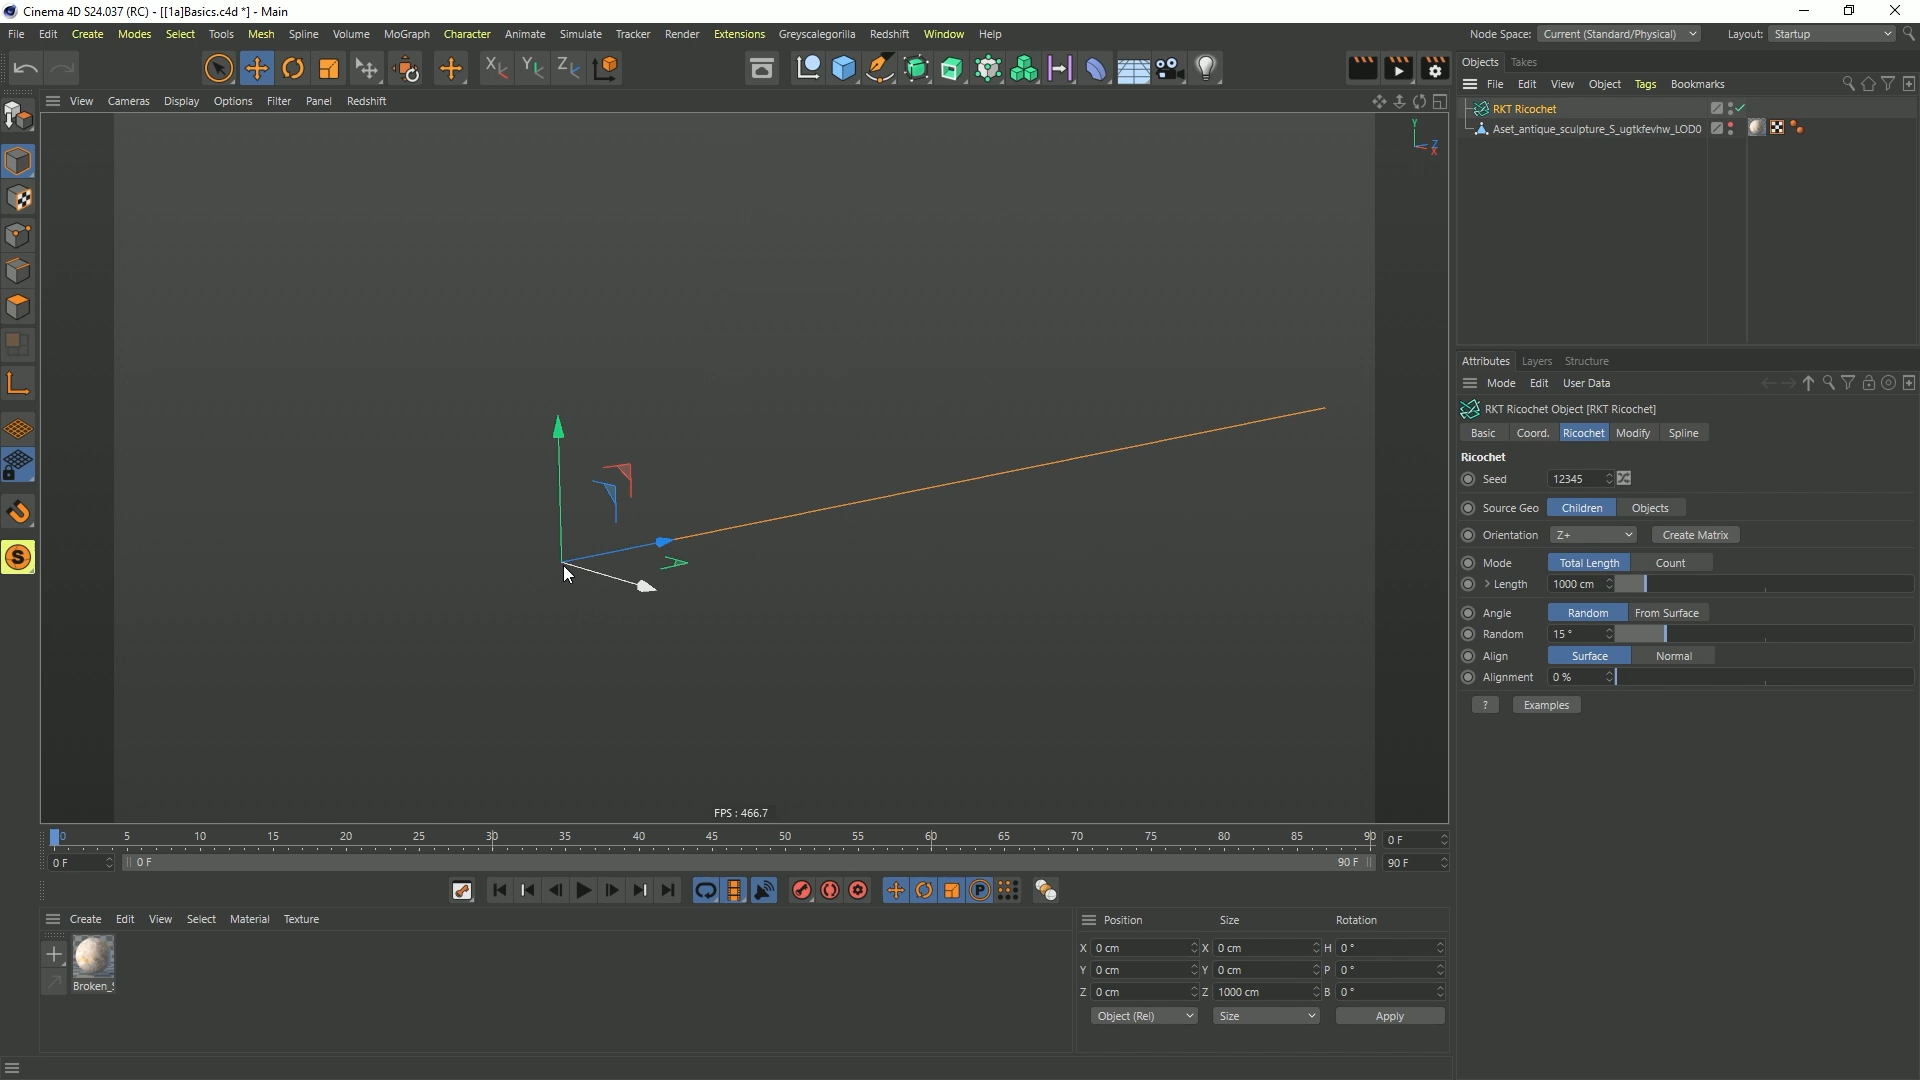 Cinema 4D S24.037 (RC) - [[1a]Basics.c4d *] - Main
File Edit Create Modes Select Tools Mesh Spline Volume MoGraph Character Animate Simulate Tracker Render Extensions Greyscalegorilla Redshift Window Help
Node Space: Current (Standard/Physical) Layout: Startup
X Y Z
Objects Takes
File Edit View Object Tags Bookmarks
View Cameras Display Options Filter Panel Redshift
RKT Ricochet
Aset_antique_sculpture_S_ugtkfevhw_LOD0
Y
Z
X
Attributes Layers Structure
Mode Edit User Data
RKT Ricochet Object [RKT Ricochet]
Basic Coord. Ricochet Modify Spline
Ricochet
Seed 12345
Source Geo Children Objects
Orientation Z+ Create Matrix
Mode Total Length Count
Length 1000 cm
Angle Random From Surface
Random 15 °
Align Surface Normal
Alignment 0 %
? Examples
S
FPS : 466.7
0 5 10 15 20 25 30 35 40 45 50 55 60 65 70 75 80 85 90 0 F
0 F 0 F 90 F 90 F
P
Create Edit View Select Material Texture
Broken_S
Position Size Rotation
X 0 cm X 0 cm H 0 °
Y 0 cm Y 0 cm P 0 °
Z 0 cm Z 1000 cm B 0 °
Object (Rel) Size Apply